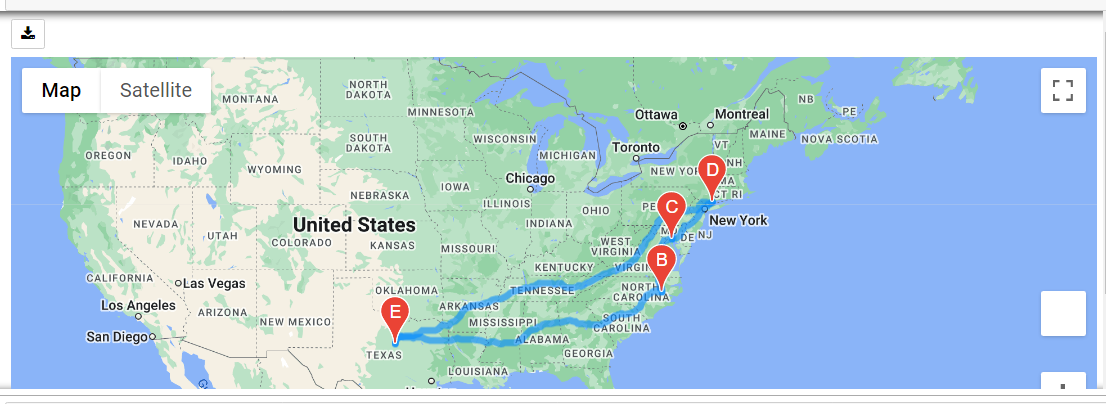 Map
Satellite
Ottawa
Montreal
NB
PE
NOVA SCOTIA
MAINE
VT
NH
Toronto
NORTH
DAKOTA
MONTANA
MINNESOTA
SOUTH
DAKOTA
WISCONSIN
MICHIGAN
OREGON
IDAHO
WYOMING
Chicago
IOWA
NEBRASKA
ILLINOIS
INDIANA
OHIO
NEW YOR
D
MA
CT RI
New York
PE
C
MD
DE
NJ
United States
NEVADA
UTAH
COLORADO
KANSAS
MISSOURI
WEST
VIRGINIA
KENTUCKY
VIRGIN
B
CALIFORNIA
Las Vegas
Los Angeles
San Diego
ARIZONA
NEW MEXICO
OKLAHOMA
ARKANSAS
TENNESSEE
NORTH
CAROLINA
SOUTH
CAROLINA
MISSISSIPPI
ALABAMA
GEORGIA
E
TEXAS
LOUISIANA